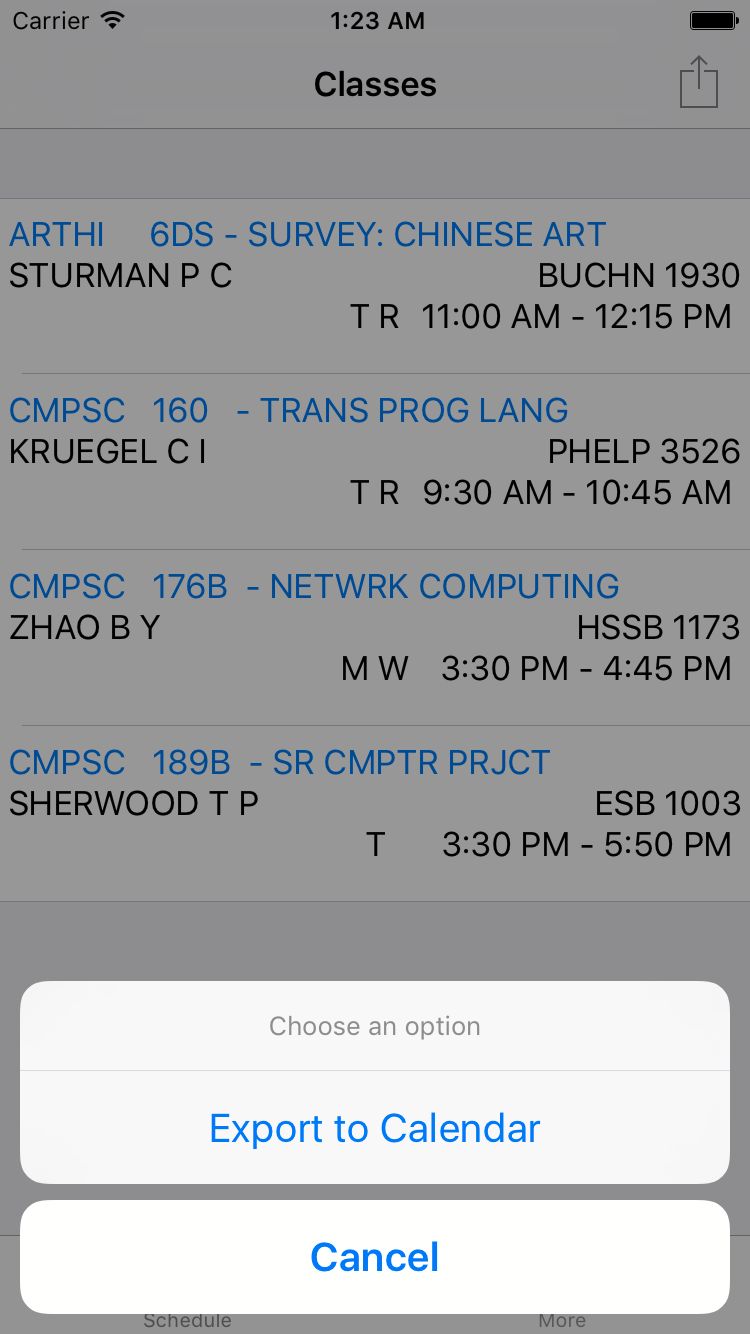 Carrier 1:23 AM
Classes
ARTHI 6DS - SURVEY: CHINESE ART
STURMAN P C BUCHN 1930
T R 11:00 AM - 12:15 PM
CMPSC 160 - TRANS PROG LANG
KRUEGEL C I PHELP 3526
T R 9:30 AM - 10:45 AM
CMPSC 176B - NETWRK COMPUTING
ZHAO B Y HSSB 1173
M W 3:30 PM - 4:45 PM
CMPSC 189B - SR CMPTR PRJCT
SHERWOOD T P ESB 1003
T 3:30 PM - 5:50 PM
Choose an option
Export to Calendar
Cancel
Schedule More